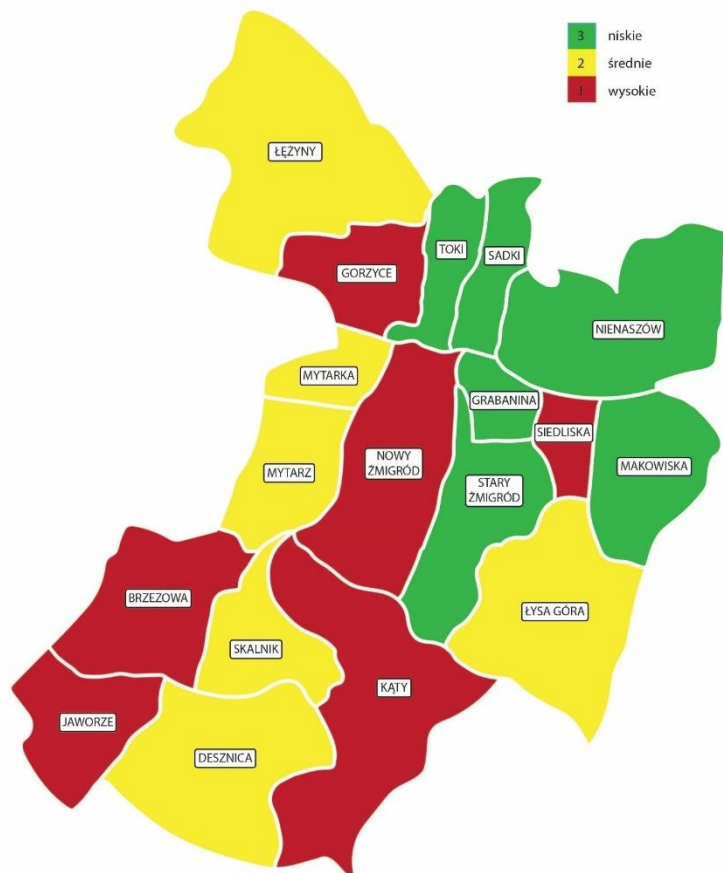 3 niskie
2 średnie
1 wysokie
ŁĘŻYNY
TOKI
SADKI
GORZYCE
NIENASZÓW
MYTARKA
GRABANINA
SIEDLISKA
NOWY
ŻMIGRÓD
MAKOWISKA
MYTARZ
STARY
ŻMIGRÓD
BRZEZOWA
ŁYSA GÓRA
SKALNIK
KĄTY
JAWORZE
DESZNICA